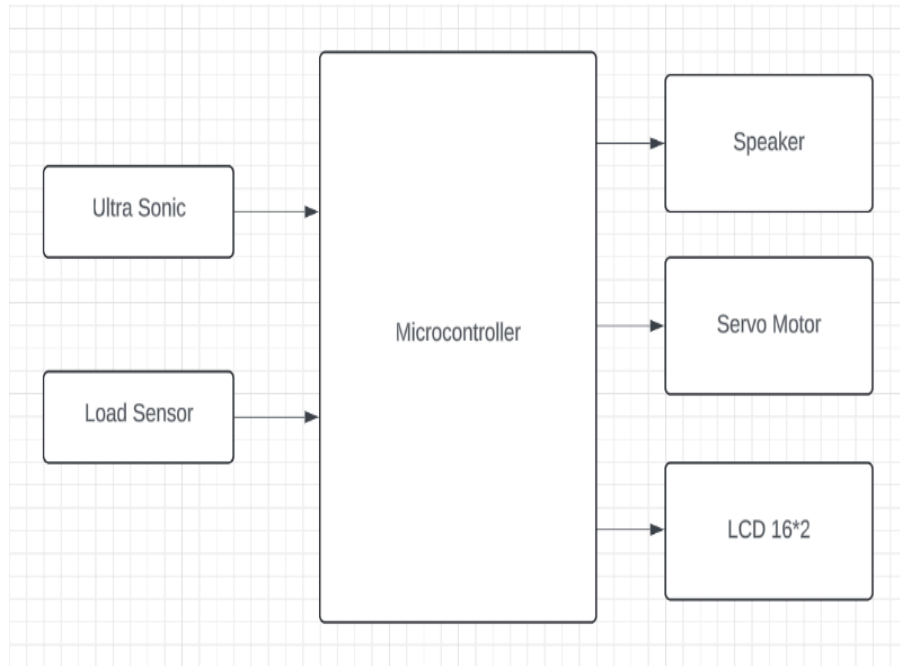 Ultra Sonic
Load Sensor
Microcontroller
Speaker
Servo Motor
LCD 16*2